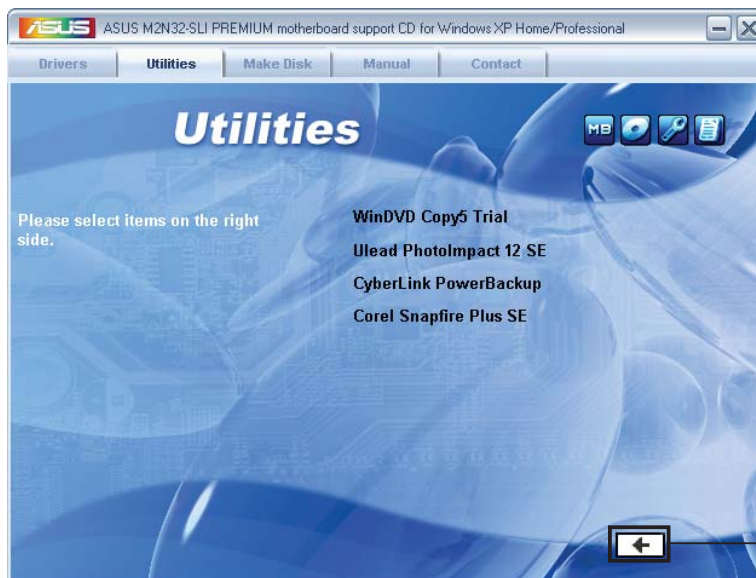 ASUS ASUS M2N32-SLI PREMIUM motherboard support CD for Windows XP Home/Professional
Drivers Utilities Make Disk Manual Contact
Utilities
MB
Please select items on the right
side.
WinDVD Copy5 Trial
Ulead PhotoImpact 12 SE
CyberLink PowerBackup
Corel Snapfire Plus SE